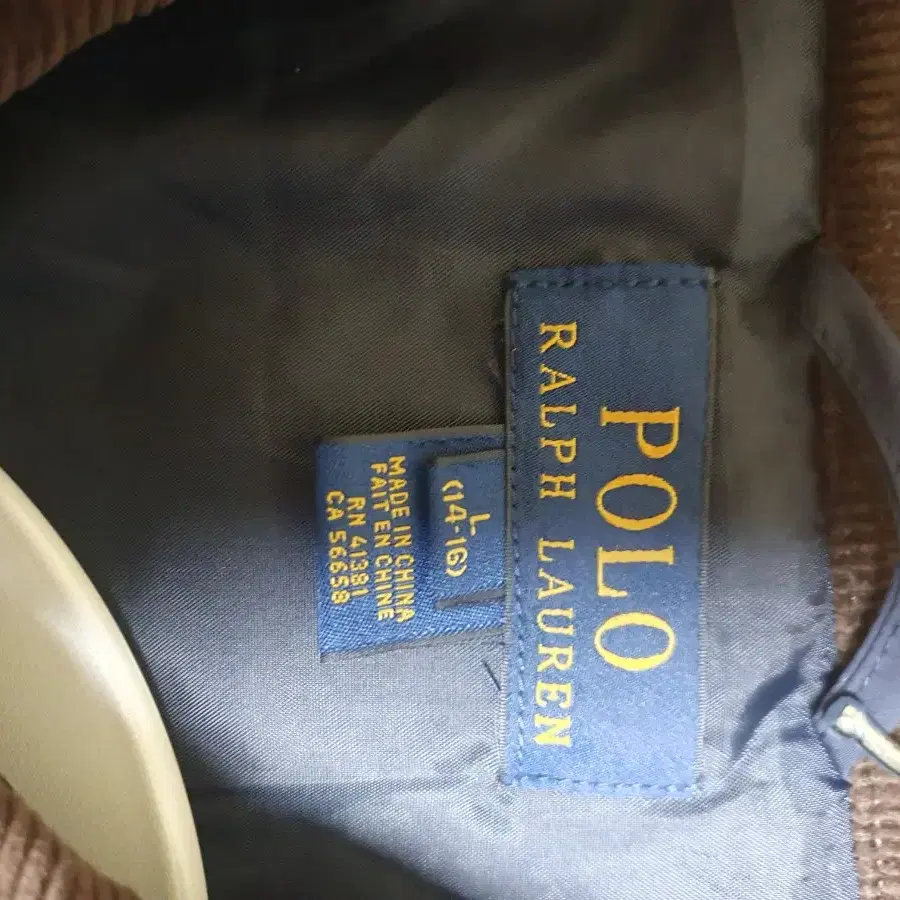 POLO
RALPH LAUREN
L
(14-16)
MADE IN CHINA
FAIT EN CHINE
RN 41381
CA 56658